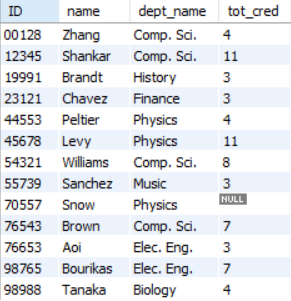 ID name dept_name tot_cred
00128 Zhang Comp. Sci. 4
12345 Shankar Comp. Sci. 11
19991 Brandt History 3
23121 Chavez Finance 3
44553 Peltier Physics 4
45678 Levy Physics 11
54321 Williams Comp. Sci. 8
55739 Sanchez Music 3
70557 Snow Physics NULL
76543 Brown Comp. Sci. 7
76653 Aoi Elec. Eng. 3
98765 Bourikas Elec. Eng. 7
98988 Tanaka Biology 4